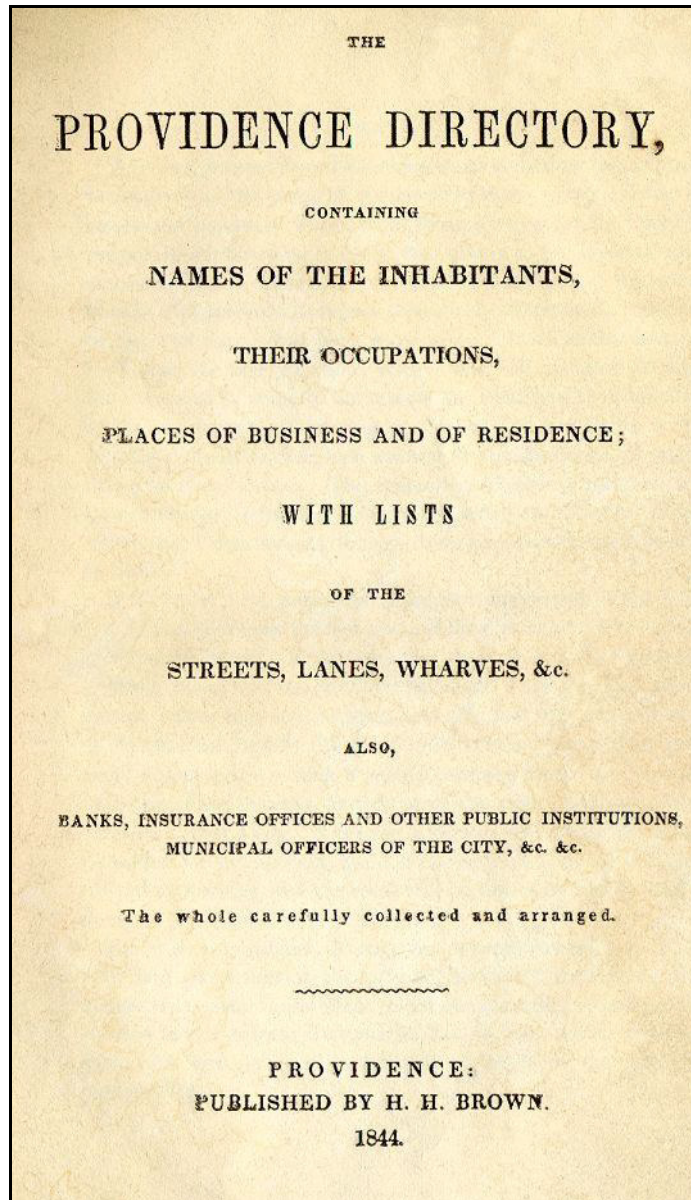 THE
PROVIDENCE DIRECTORY,
CONTAINING
NAMES OF THE INHABITANTS,
THEIR OCCUPATIONS,
PLACES OF BUSINESS AND OF RESIDENCE;
WITH LISTS
OF THE
STREETS, LANES, WHARVES, &c.
ALSO,
BANKS, INSURANCE OFFICES AND OTHER PUBLIC INSTITUTIONS,
MUNICIPAL OFFICERS OF THE CITY, &c. &c.
The whole carefully collected and arranged.
PROVIDENCE:
PUBLISHED BY H. H. BROWN.
1844.